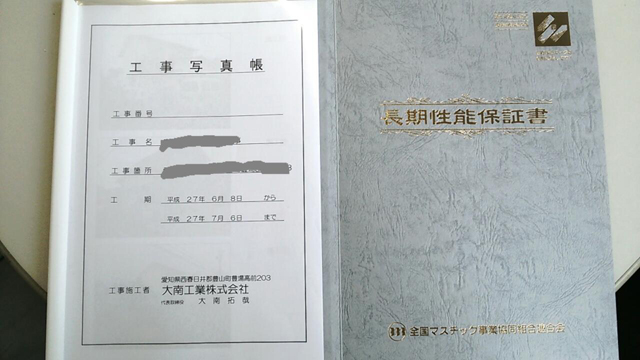 工事写真帳
工事番号
工事名
工事箇所
工期 平成 27年 6月 8日 から
平成 27年 7月 6日 まで
愛知県西春日井郡豊山町豊場高前203
工事施工者 大南工業株式会社
代表取締役 大南拓哉
長期性能保証書
全国マスチック事業協同組合連合会